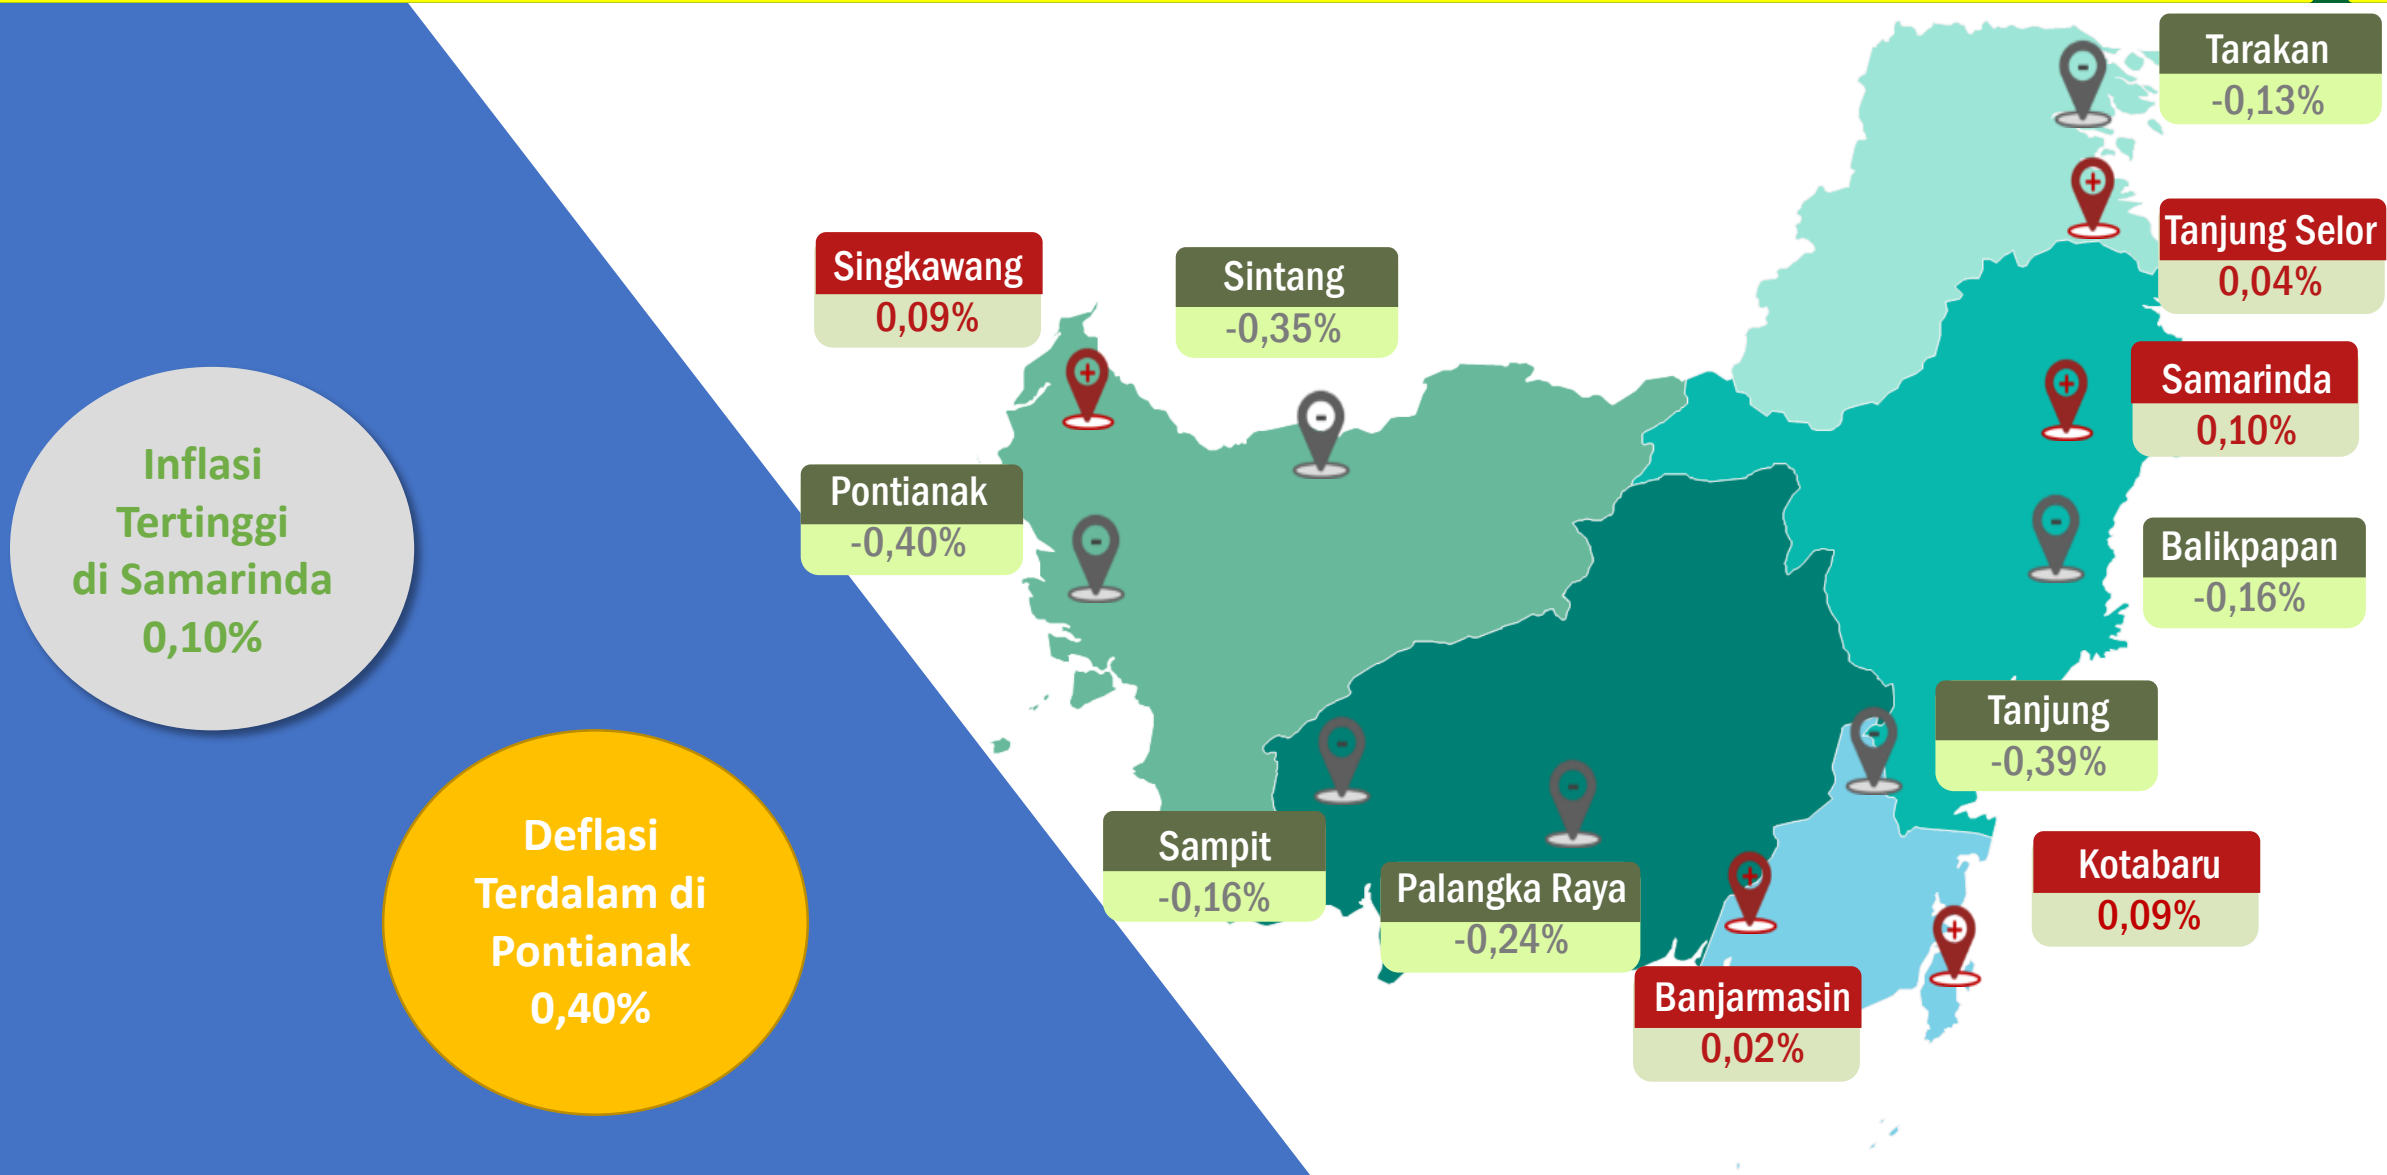 Inflasi
Tertinggi
di Samarinda
0,10%
Deflasi
Terdalam di
Pontianak
0,40%
Singkawang
0,09%
Sintang
-0,35%
Pontianak
-0,40%
Sampit
-0,16%
Palangka Raya
-0,24%
Banjarmasin
0,02%
Tarakan
-0,13%
Tanjung Selor
0,04%
Samarinda
0,10%
Balikpapan
-0,16%
Tanjung
-0,39%
Kotabaru
0,09%